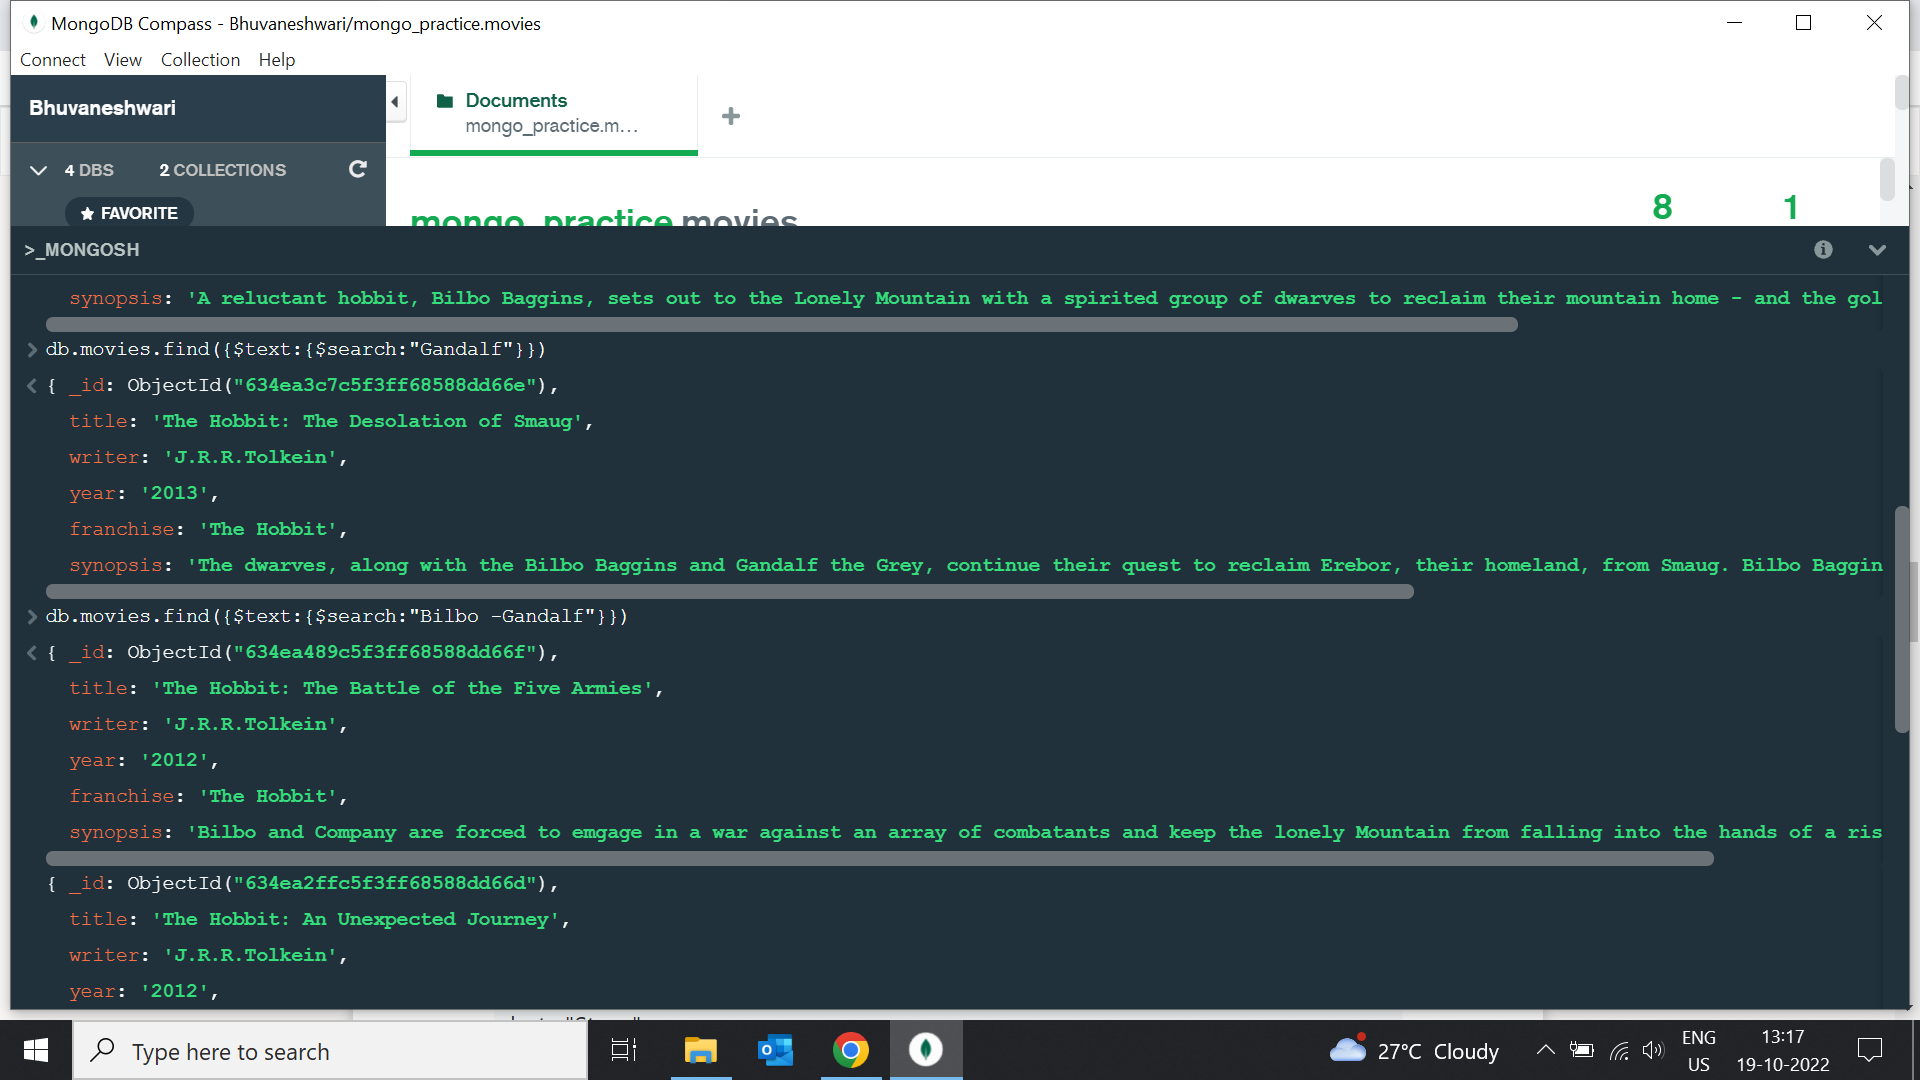 MongoDB Compass - Bhuvaneshwari/mongo_practice.movies
Connect View Collection Help
Bhuvaneshwari
Documents
mongo_practice.m...
4 DBS 2 COLLECTIONS
FAVORITE
mongo_practice.movies
8 1
>_MONGOSH
synopsis: 'A reluctant hobbit, Bilbo Baggins, sets out to the Lonely Mountain with a spirited group of dwarves to reclaim their mountain home - and the gol
db.movies.find({$text:{$search:"Gandalf"}})
{ _id: ObjectId("634ea3c7c5f3ff68588dd66e"),
title: 'The Hobbit: The Desolation of Smaug',
writer: 'J.R.R.Tolkein',
year: '2013',
franchise: 'The Hobbit',
synopsis: 'The dwarves, along with the Bilbo Baggins and Gandalf the Grey, continue their quest to reclaim Erebor, their homeland, from Smaug. Bilbo Baggin
db.movies.find({$text:{$search:"Bilbo -Gandalf"}})
{ _id: ObjectId("634ea489c5f3ff68588dd66f"),
title: 'The Hobbit: The Battle of the Five Armies',
writer: 'J.R.R.Tolkein',
year: '2012',
franchise: 'The Hobbit',
synopsis: 'Bilbo and Company are forced to emgage in a war against an array of combatants and keep the lonely Mountain from falling into the hands of a ris
{ _id: ObjectId("634ea2ffc5f3ff68588dd66d"),
title: 'The Hobbit: An Unexpected Journey',
writer: 'J.R.R.Tolkein',
year: '2012',
Type here to search
27°C Cloudy
ENG
US
13:17
19-10-2022